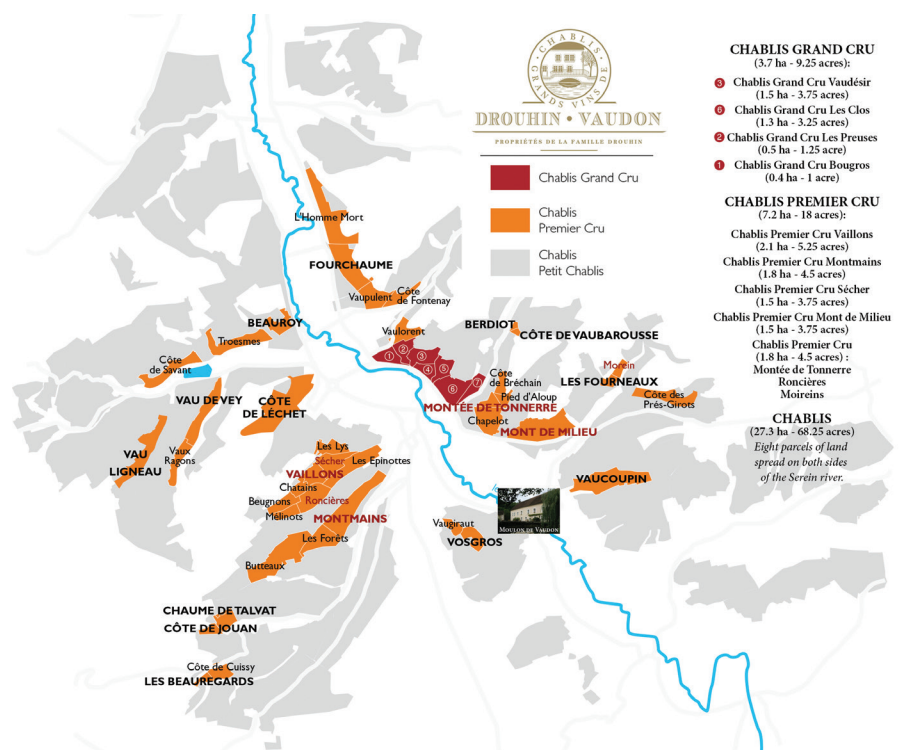 CHABLIS
GRANDS VINS DE
DROUHIN • VAUDON
PROPRIÉTÉS DE LA FAMILLE DROUHIN
Chablis Grand Cru
Chablis
Premier Cru
Chablis
Petit Chablis
CHABLIS GRAND CRU
(3.7 ha - 9.25 acres):
3 Chablis Grand Cru Vaudésir
(1.5 ha - 3.75 acres)
6 Chablis Grand Cru Les Clos
(1.3 ha - 3.25 acres)
2 Chablis Grand Cru Les Preuses
(0.5 ha - 1.25 acre)
1 Chablis Grand Cru Bougros
(0.4 ha - 1 acre)
CHABLIS PREMIER CRU
(7.2 ha - 18 acres):
Chablis Premier Cru Vaillons
(2.1 ha - 5.25 acres)
Chablis Premier Cru Montmains
(1.8 ha - 4.5 acres)
Chablis Premier Cru Sécher
(1.5 ha - 3.75 acres)
Chablis Premier Cru Mont de Milieu
(1.5 ha - 3.75 acres)
Chablis Premier Cru
(1.8 ha - 4.5 acres) :
Montée de Tonnerre
Roncières
Moireins
CHABLIS
(27.3 ha - 68.25 acres)
Eight parcels of land
spread on both sides
of the Serein river.
L'Homme Mort
FOURCHAUME
Vaupulent
Côte
de Fontenay
BEAUROY
Troesmes
Côte
de Savant
Vaulorent
BERDIOT
CÔTE DE VAUBAROUSSE
1
2
3
4
5
6
7
Côte
de Bréchain
Pied d'Aloup
Morein
LES FOURNEAUX
Côte des
Prés-Girots
MONTÉE DE TONNERRE
Chapelot
MONT DE MILIEU
VAU DE VEY
CÔTE
DE LÉCHET
VAU
LIGNEAU
Vaux
Ragons
Les Lys
Sécher
Les Epinottes
VAILLONS
Chatains
Beugnons
Roncières
Mélinots
MONTMAINS
Les Forêts
Butteaux
VAUCOUPIN
MOULON DE VAUDON
Vaugiraut
VOSGROS
CHAUME DE TALVAT
CÔTE DE JOUAN
Côte de Cuissy
LES BEAUREGARDS